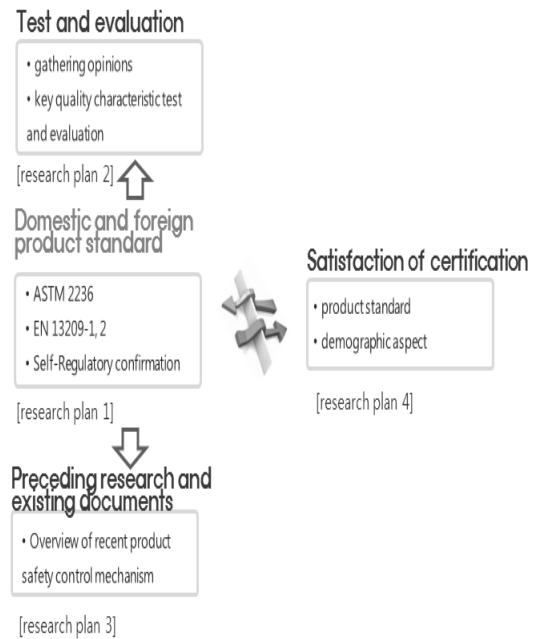 Test and evaluation
• gathering opinions
• key quality characteristic test
and evaluation
[research plan 2]
Domestic and foreign
product standard
• ASTM 2236
• EN 13209-1, 2
• Self-Regulatory confirmation
[research plan 1]
Preceding research and
existing documents
• Overview of recent product
safety control mechanism
[research plan 3]
Satisfaction of certification
• product standard
• demographic aspect
[research plan 4]